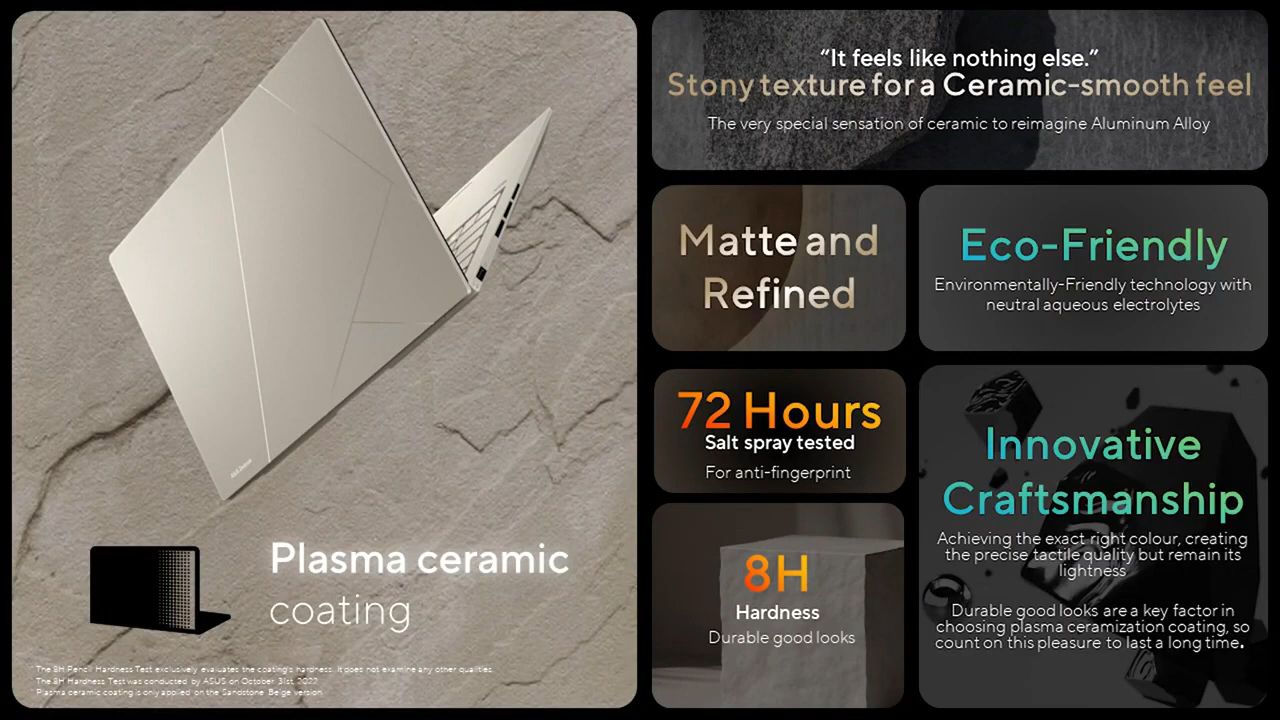 Plasma ceramic
coating
The 8H Pencil Hardness Test exclusively evaluates the coating's hardness. It does not examine any other qualities.
The 8H Hardness Test was conducted by ASUS on October 31st, 2022
Plasma ceramic coating is only applied on the Sandstone Beige version
“It feels like nothing else.”
Stony texture for a Ceramic-smooth feel
The very special sensation of ceramic to reimagine Aluminum Alloy
Matte and
Refined
Eco-Friendly
Environmentally-Friendly technology with
neutral aqueous electrolytes
72 Hours
Salt spray tested
For anti-fingerprint
8H
Hardness
Durable good looks
Innovative
Craftsmanship
Achieving the exact right colour, creating
the precise tactile quality but remain its
lightness
Durable good looks are a key factor in
choosing plasma ceramization coating, so
count on this pleasure to last a long time.